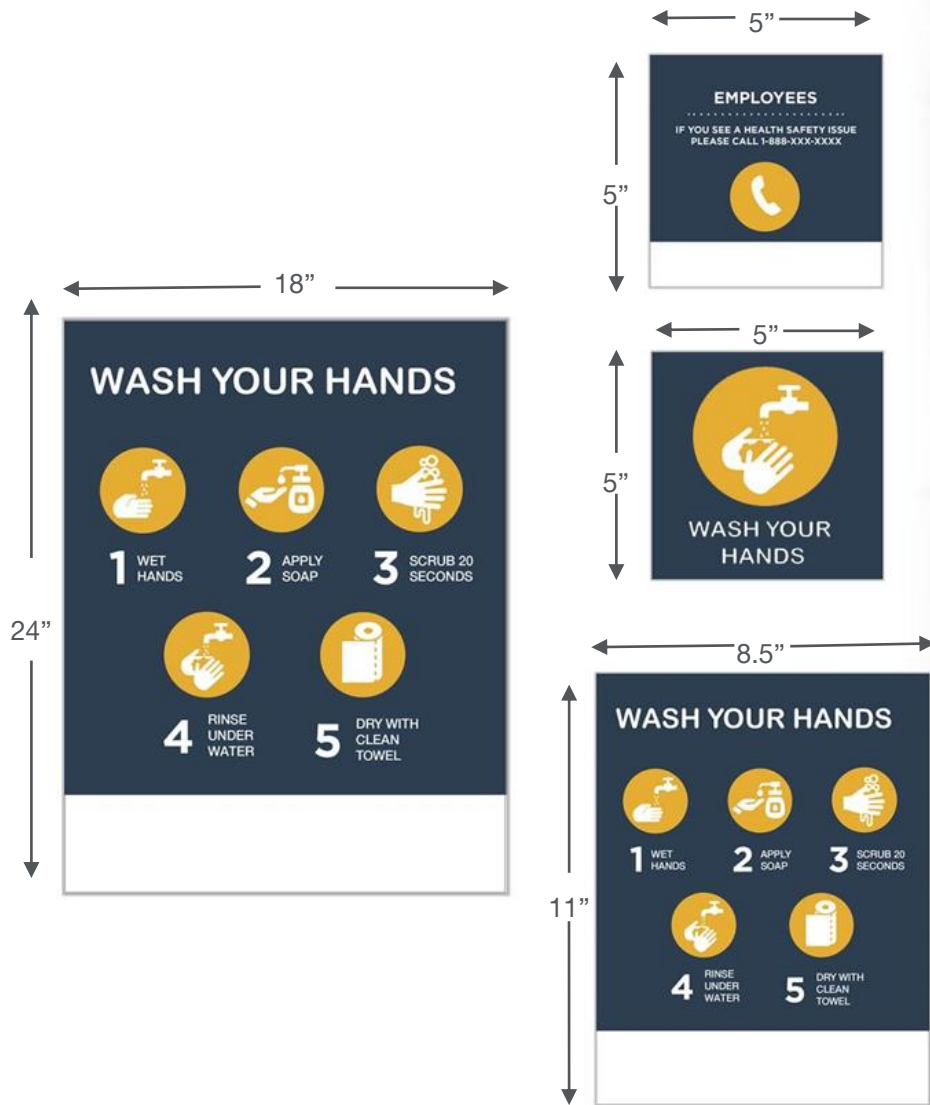 5”
EMPLOYEES
IF YOU SEE A HEALTH SAFETY ISSUE
PLEASE CALL 1-888-XXX-XXXX
5”
18”
WASH YOUR HANDS
1 WET
HANDS
2 APPLY
SOAP
3 SCRUB 20
SECONDS
4 RINSE
UNDER
WATER
5 DRY WITH
CLEAN
TOWEL
24”
5”
5”
WASH YOUR
HANDS
8.5”
11”
WASH YOUR HANDS
1 WET
HANDS
2 APPLY
SOAP
3 SCRUB 20
SECONDS
4 RINSE
UNDER
WATER
5 DRY WITH
CLEAN
TOWEL